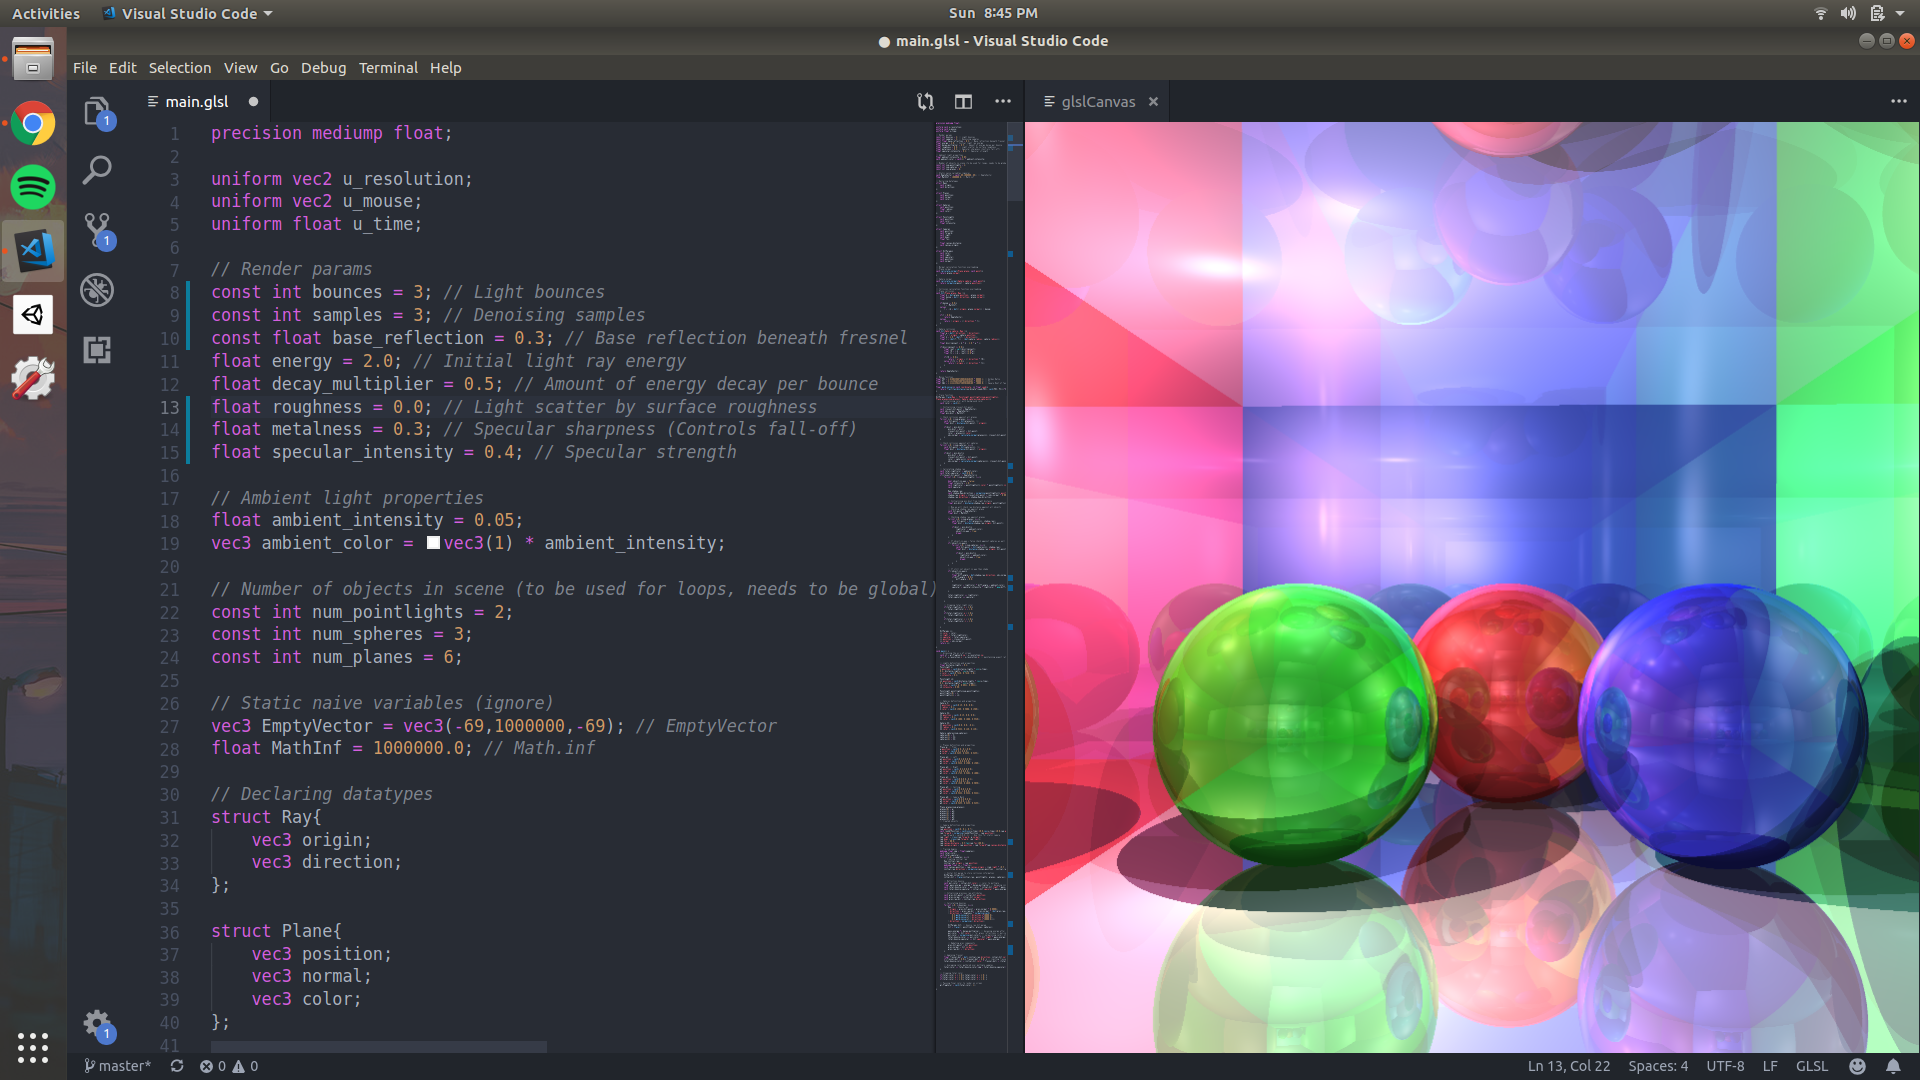 Activities
Visual Studio Code
Sun 8:45 PM
● main.glsl - Visual Studio Code
File Edit Selection View Go Debug Terminal Help
main.glsl
glslCanvas
1
1
1
1 precision mediump float;
2
3 uniform vec2 u_resolution;
4 uniform vec2 u_mouse;
5 uniform float u_time;
6
7 // Render params
8 const int bounces = 3; // Light bounces
9 const int samples = 3; // Denoising samples
10 const float base_reflection = 0.3; // Base reflection beneath fresnel
11 float energy = 2.0; // Initial light ray energy
12 float decay_multiplier = 0.5; // Amount of energy decay per bounce
13 float roughness = 0.0; // Light scatter by surface roughness
14 float metalness = 0.3; // Specular sharpness (Controls fall-off)
15 float specular_intensity = 0.4; // Specular strength
16
17 // Ambient light properties
18 float ambient_intensity = 0.05;
19 vec3 ambient_color = vec3(1) * ambient_intensity;
20
21 // Number of objects in scene (to be used for loops, needs to be global)
22 const int num_pointlights = 2;
23 const int num_spheres = 3;
24 const int num_planes = 6;
25
26 // Static naive variables (ignore)
27 vec3 EmptyVector = vec3(-69,1000000,-69); // EmptyVector
28 float MathInf = 1000000.0; // Math.inf
29
30 // Declaring datatypes
31 struct Ray{
32 vec3 origin;
33 vec3 direction;
34 };
35
36 struct Plane{
37 vec3 position;
38 vec3 normal;
39 vec3 color;
40 };
41
master* 0 0
Ln 13, Col 22 Spaces: 4 UTF-8 LF GLSL